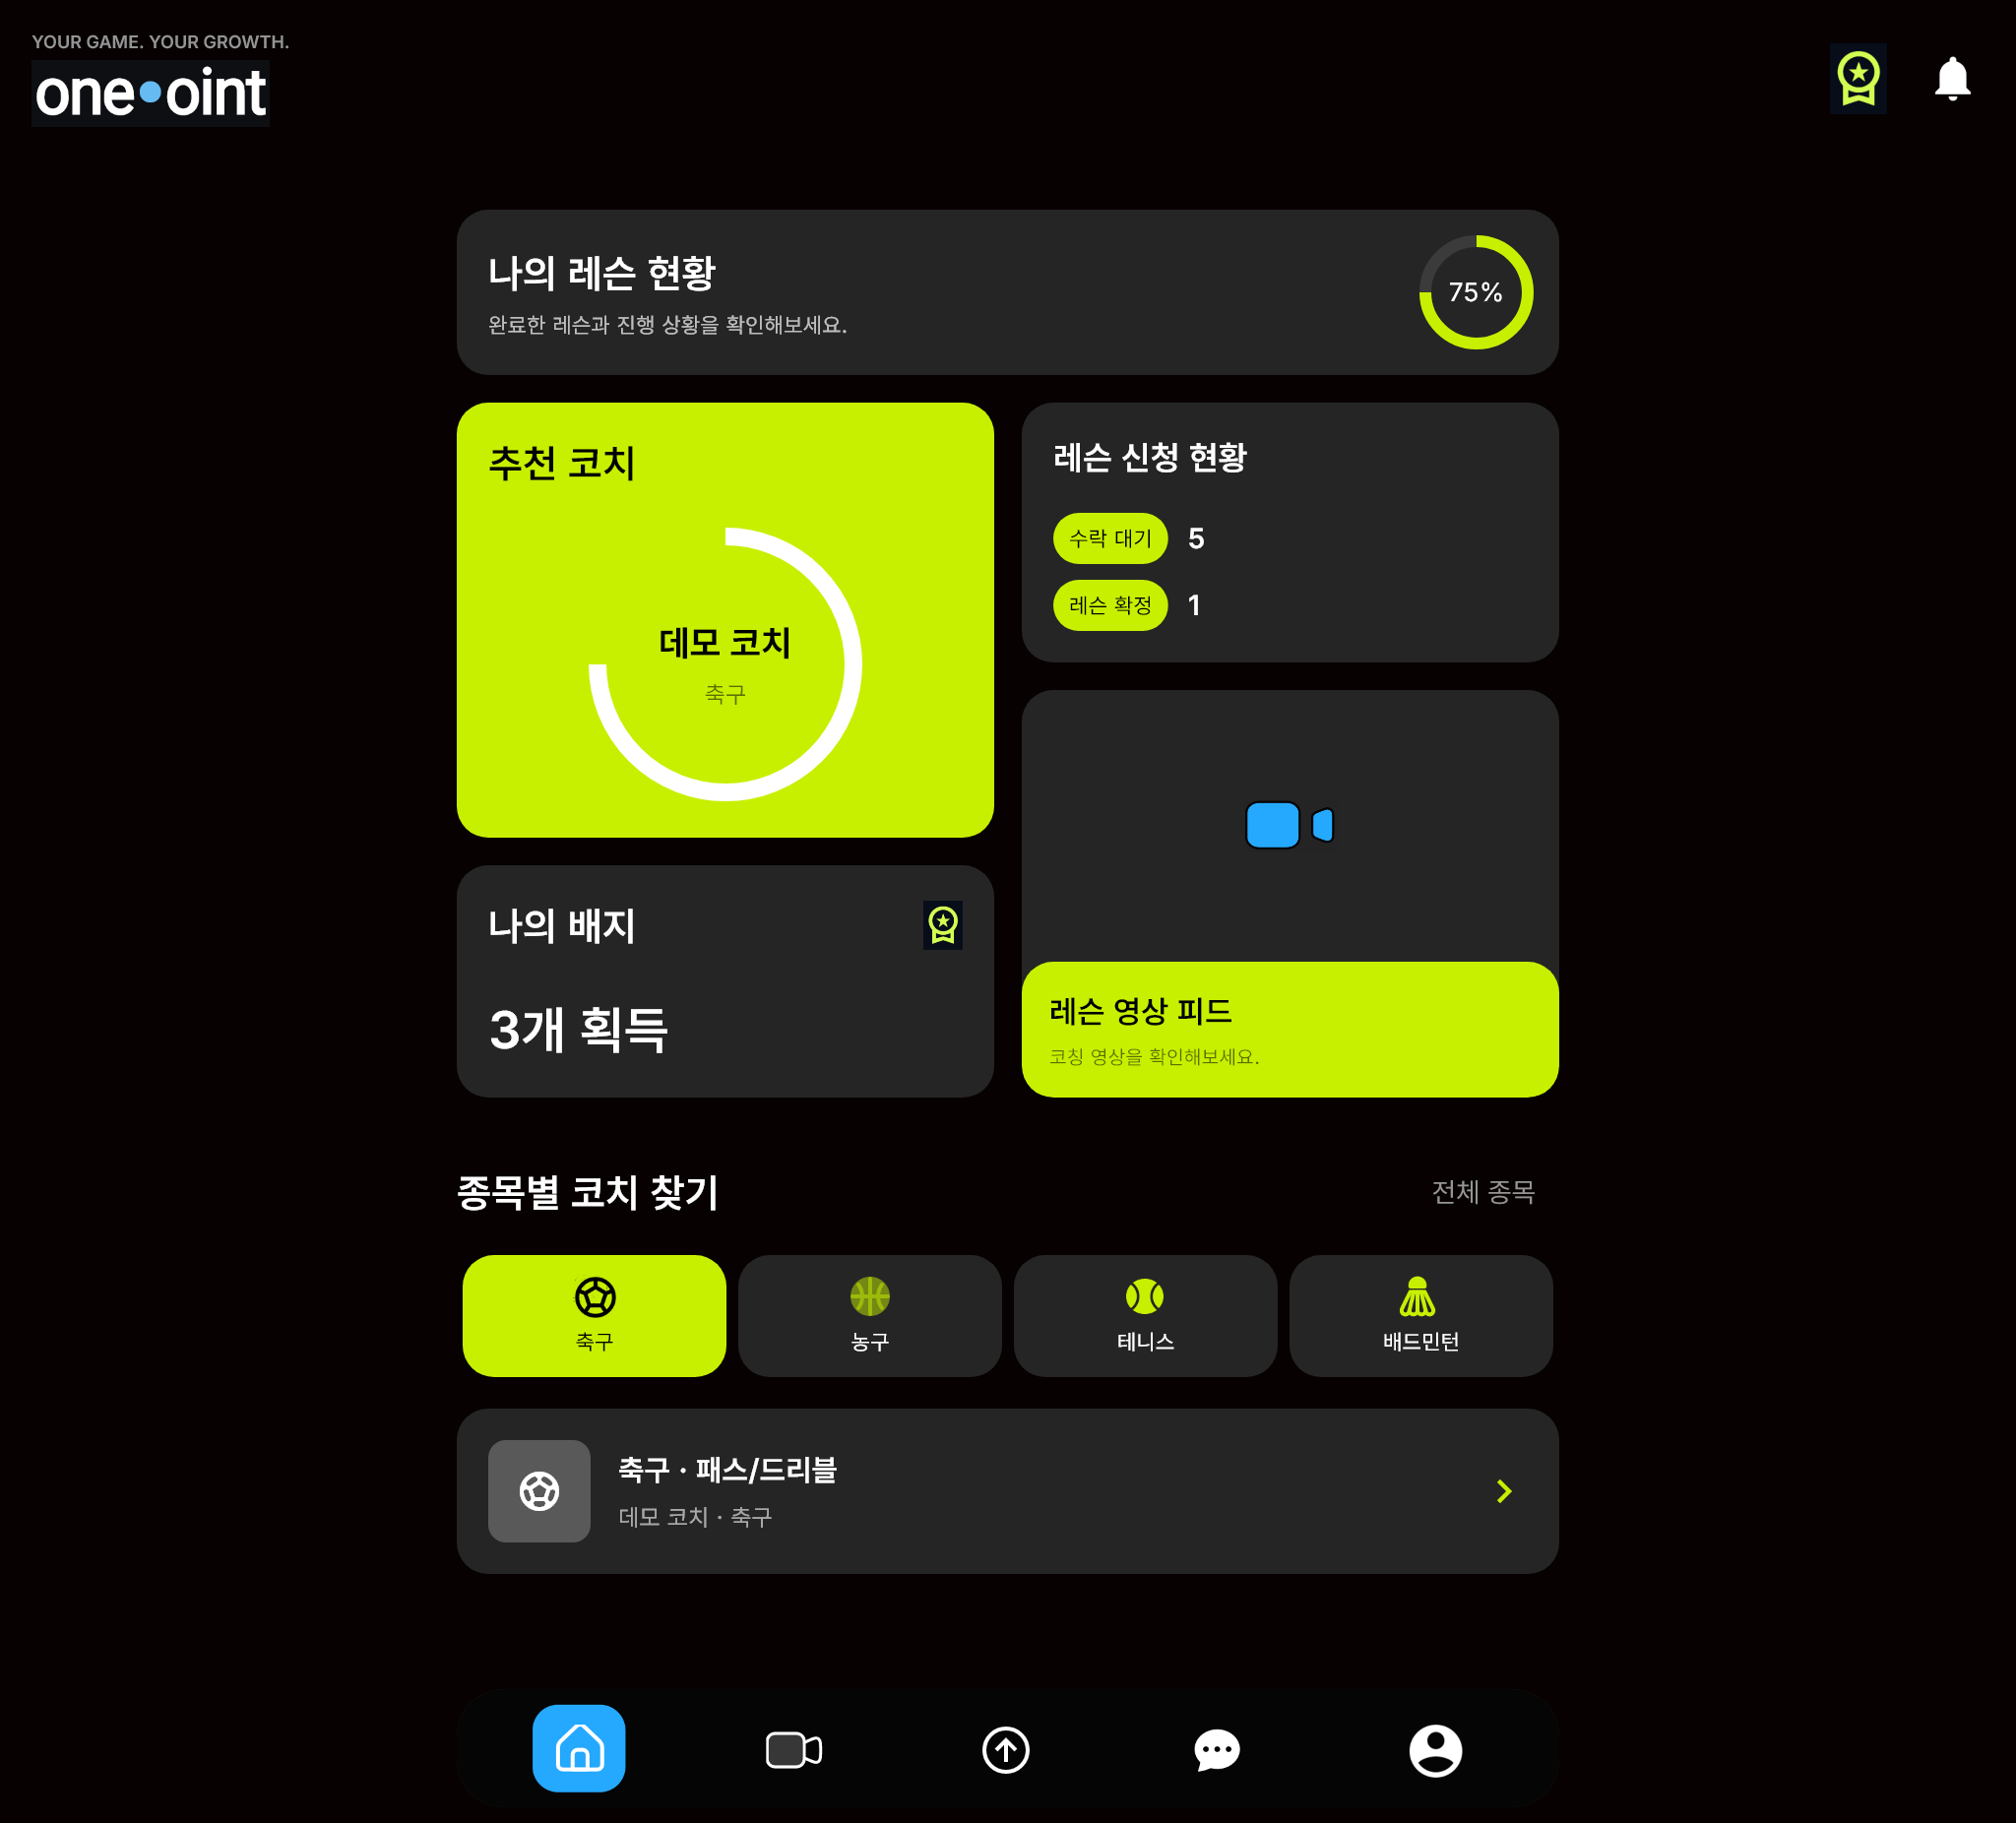 YOUR GAME. YOUR GROWTH.
one•oint
나의 레슨 현황
완료한 레슨과 진행 상황을 확인해보세요.
75%
추천 코치
데모 코치
축구
레슨 신청 현황
수락 대기 5
레슨 확정 1
나의 배지
3개 획득
레슨 영상 피드
코칭 영상을 확인해보세요.
종목별 코치 찾기
전체 종목
축구
농구
테니스
배드민턴
축구 · 패스/드리블
데모 코치 · 축구